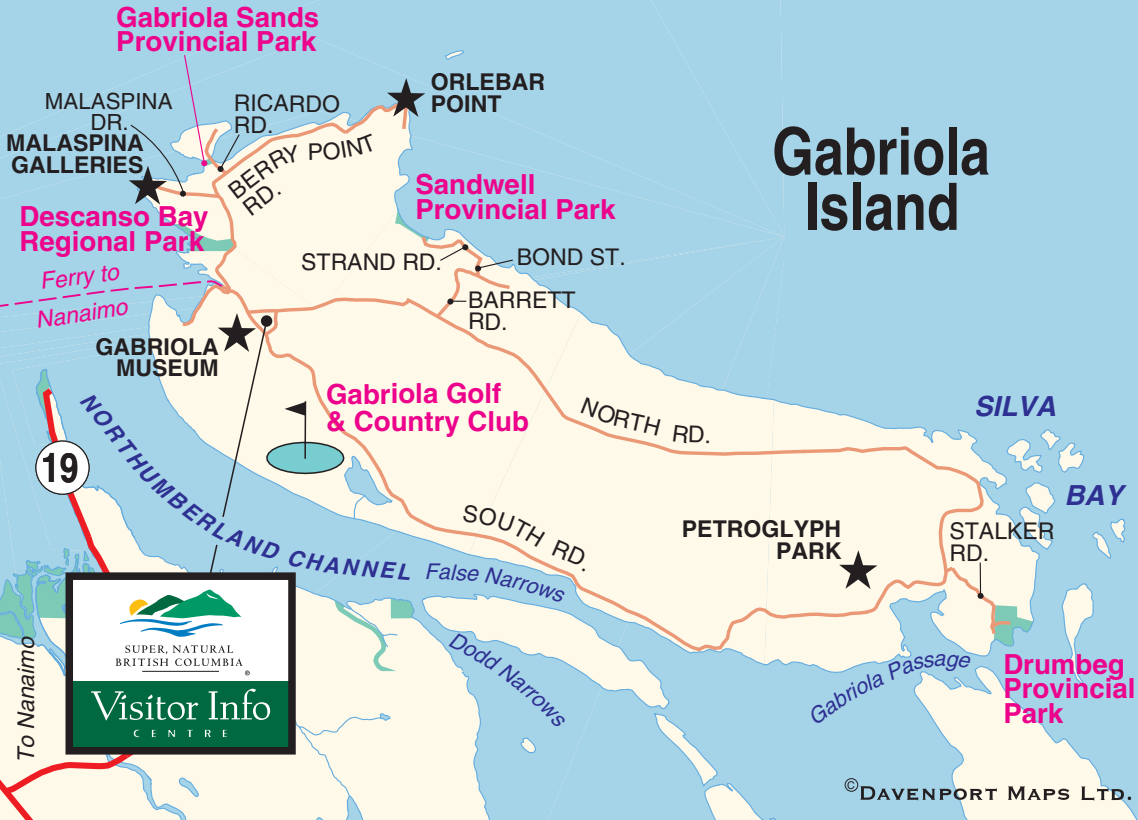 Gabriola Sands
Provincial Park
MALASPINA
DR.
RICARDO
RD.
ORLEBAR
POINT
MALASPINA
GALLERIES
BERRY POINT
RD.
Gabriola
Island
Sandwell
Provincial Park
Descanso Bay
Regional Park
STRAND RD.
BOND ST.
Ferry to
Nanaimo
BARRETT
RD.
GABRIOLA
MUSEUM
Gabriola Golf
& Country Club
NORTH RD.
SILVA
BAY
19
NORTHUMBERLAND CHANNEL
SOUTH RD.
PETROGLYPH
PARK
STALKER
RD.
False Narrows
Dodd Narrows
Gabriola Passage
Drumbeg
Provincial
Park
SUPER, NATURAL
BRITISH COLUMBIA
®
Visitor Info
CENTRE
To Nanaimo
©DAVENPORT MAPS LTD.